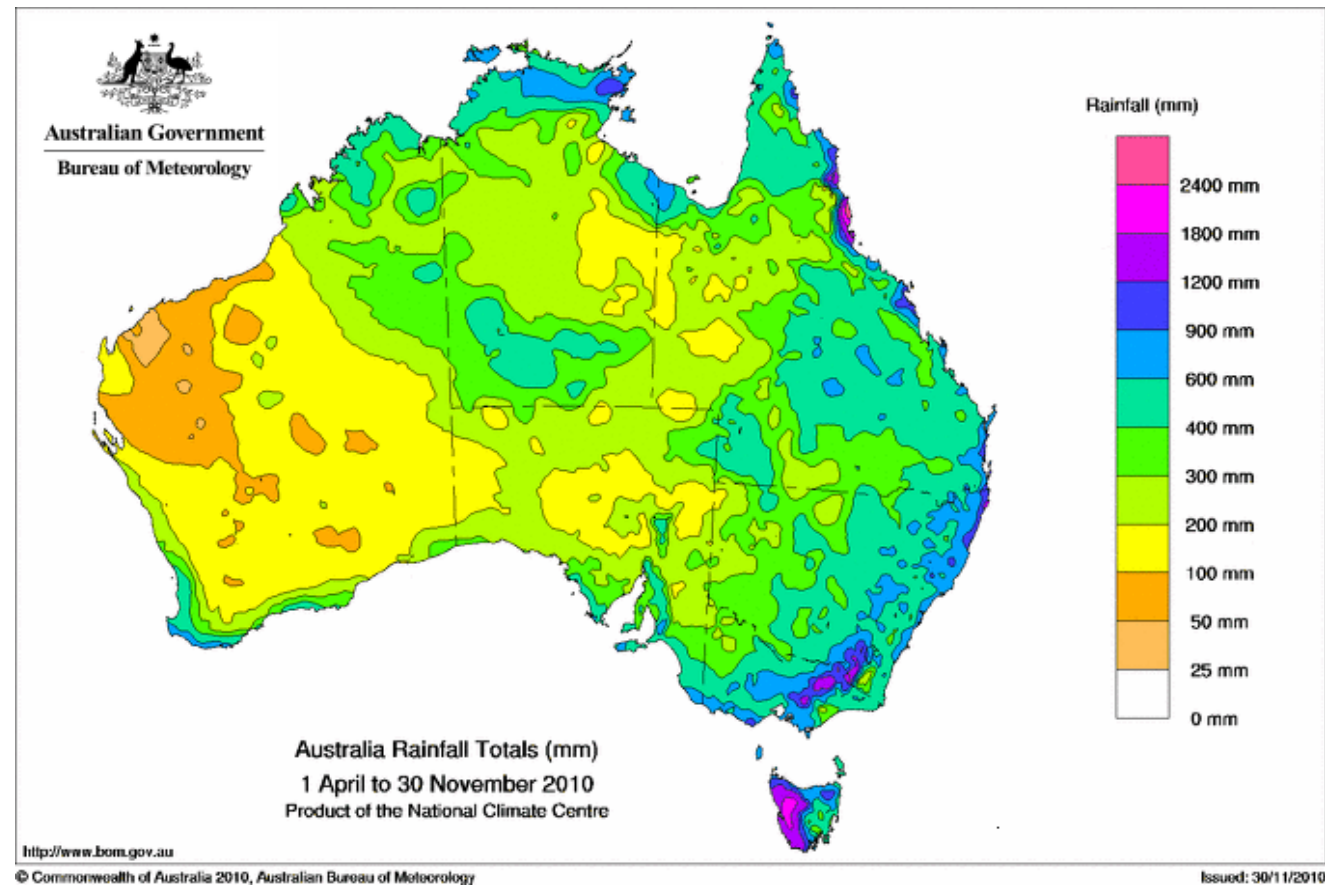 Australian Government
Bureau of Meteorology
Rainfall (mm)
2400 mm
1800 mm
1200 mm
900 mm
600 mm
400 mm
300 mm
200 mm
100 mm
50 mm
25 mm
0 mm
Australia Rainfall Totals (mm)
1 April to 30 November 2010
Product of the National Climate Centre
http://www.bom.gov.au
© Commonwealth of Australia 2010, Australian Bureau of Meteorology
Issued: 30/11/2010